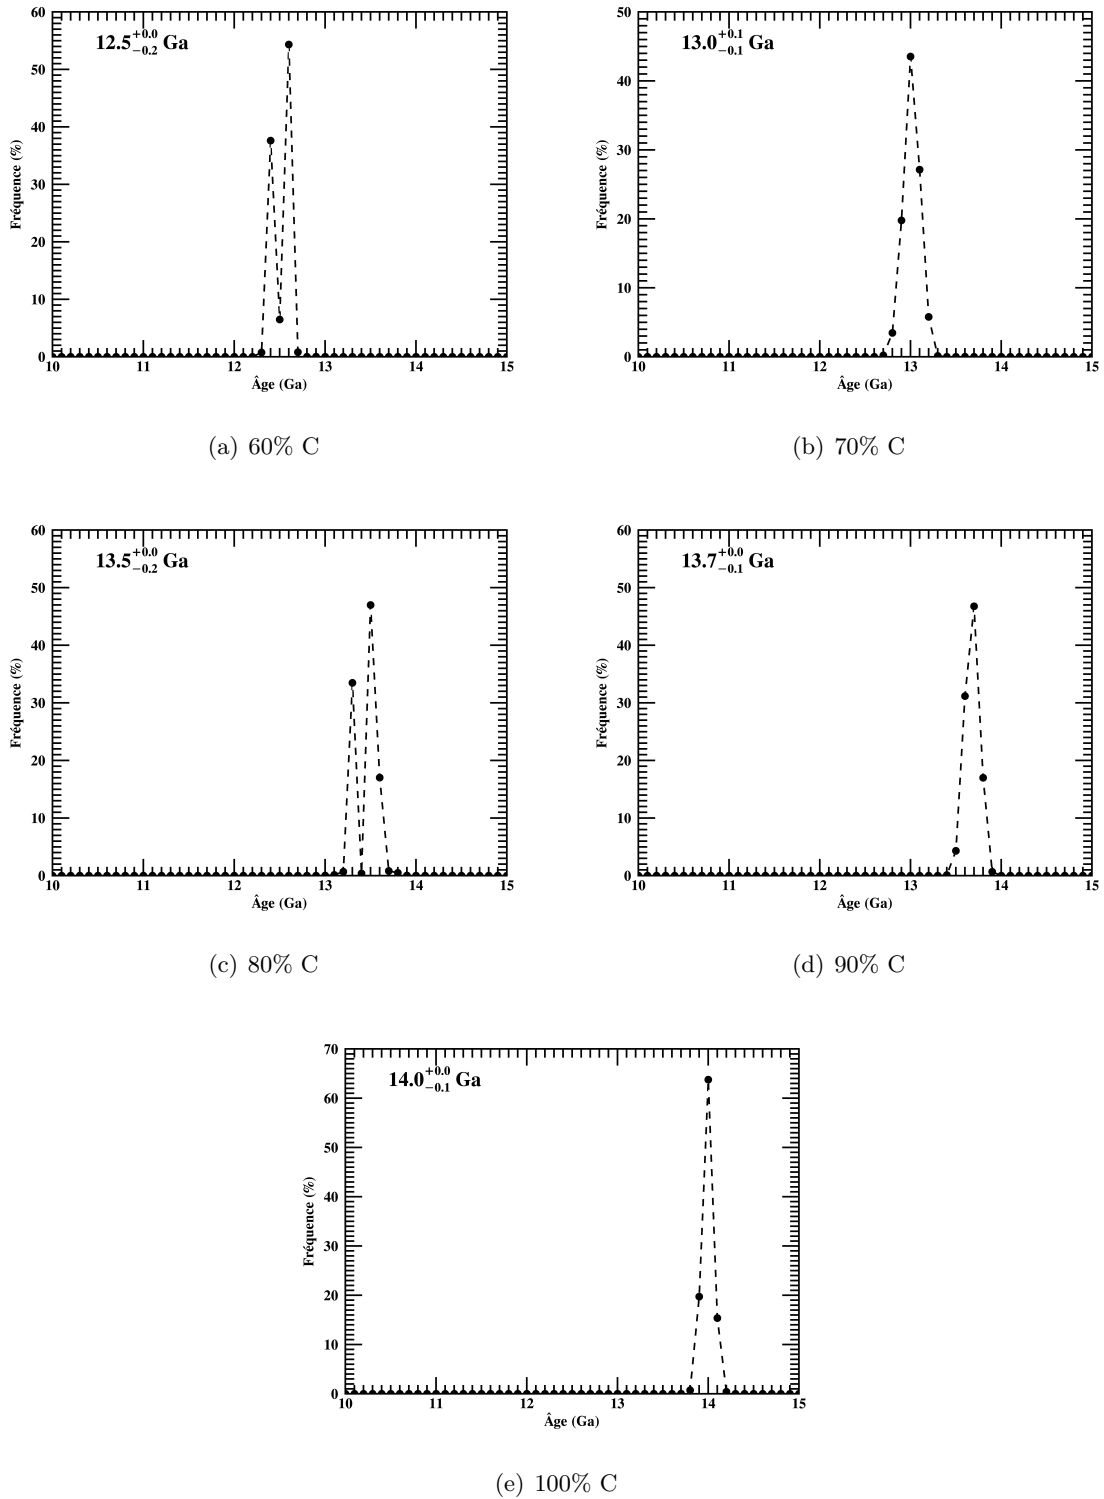 12.5+0.0−0.2 Ga
60
50
40
30
20
10
0
Fréquence (%)
10 11 12 13 14 15
Âge (Ga)
(a) 60% C
13.0+0.1−0.1 Ga
50
40
30
20
10
0
Fréquence (%)
10 11 12 13 14 15
Âge (Ga)
(b) 70% C
13.5+0.0−0.2 Ga
60
50
40
30
20
10
0
Fréquence (%)
10 11 12 13 14 15
Âge (Ga)
(c) 80% C
13.7+0.0−0.1 Ga
60
50
40
30
20
10
0
Fréquence (%)
10 11 12 13 14 15
Âge (Ga)
(d) 90% C
14.0+0.0−0.1 Ga
70
60
50
40
30
20
10
0
Fréquence (%)
10 11 12 13 14 15
Âge (Ga)
(e) 100% C